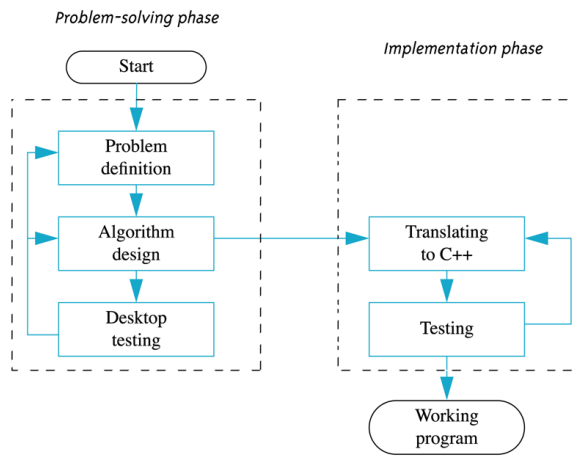 Problem-solving phase
Start
Problem
definition
Algorithm
design
Desktop
testing
Implementation phase
Translating
to C++
Testing
Working
program